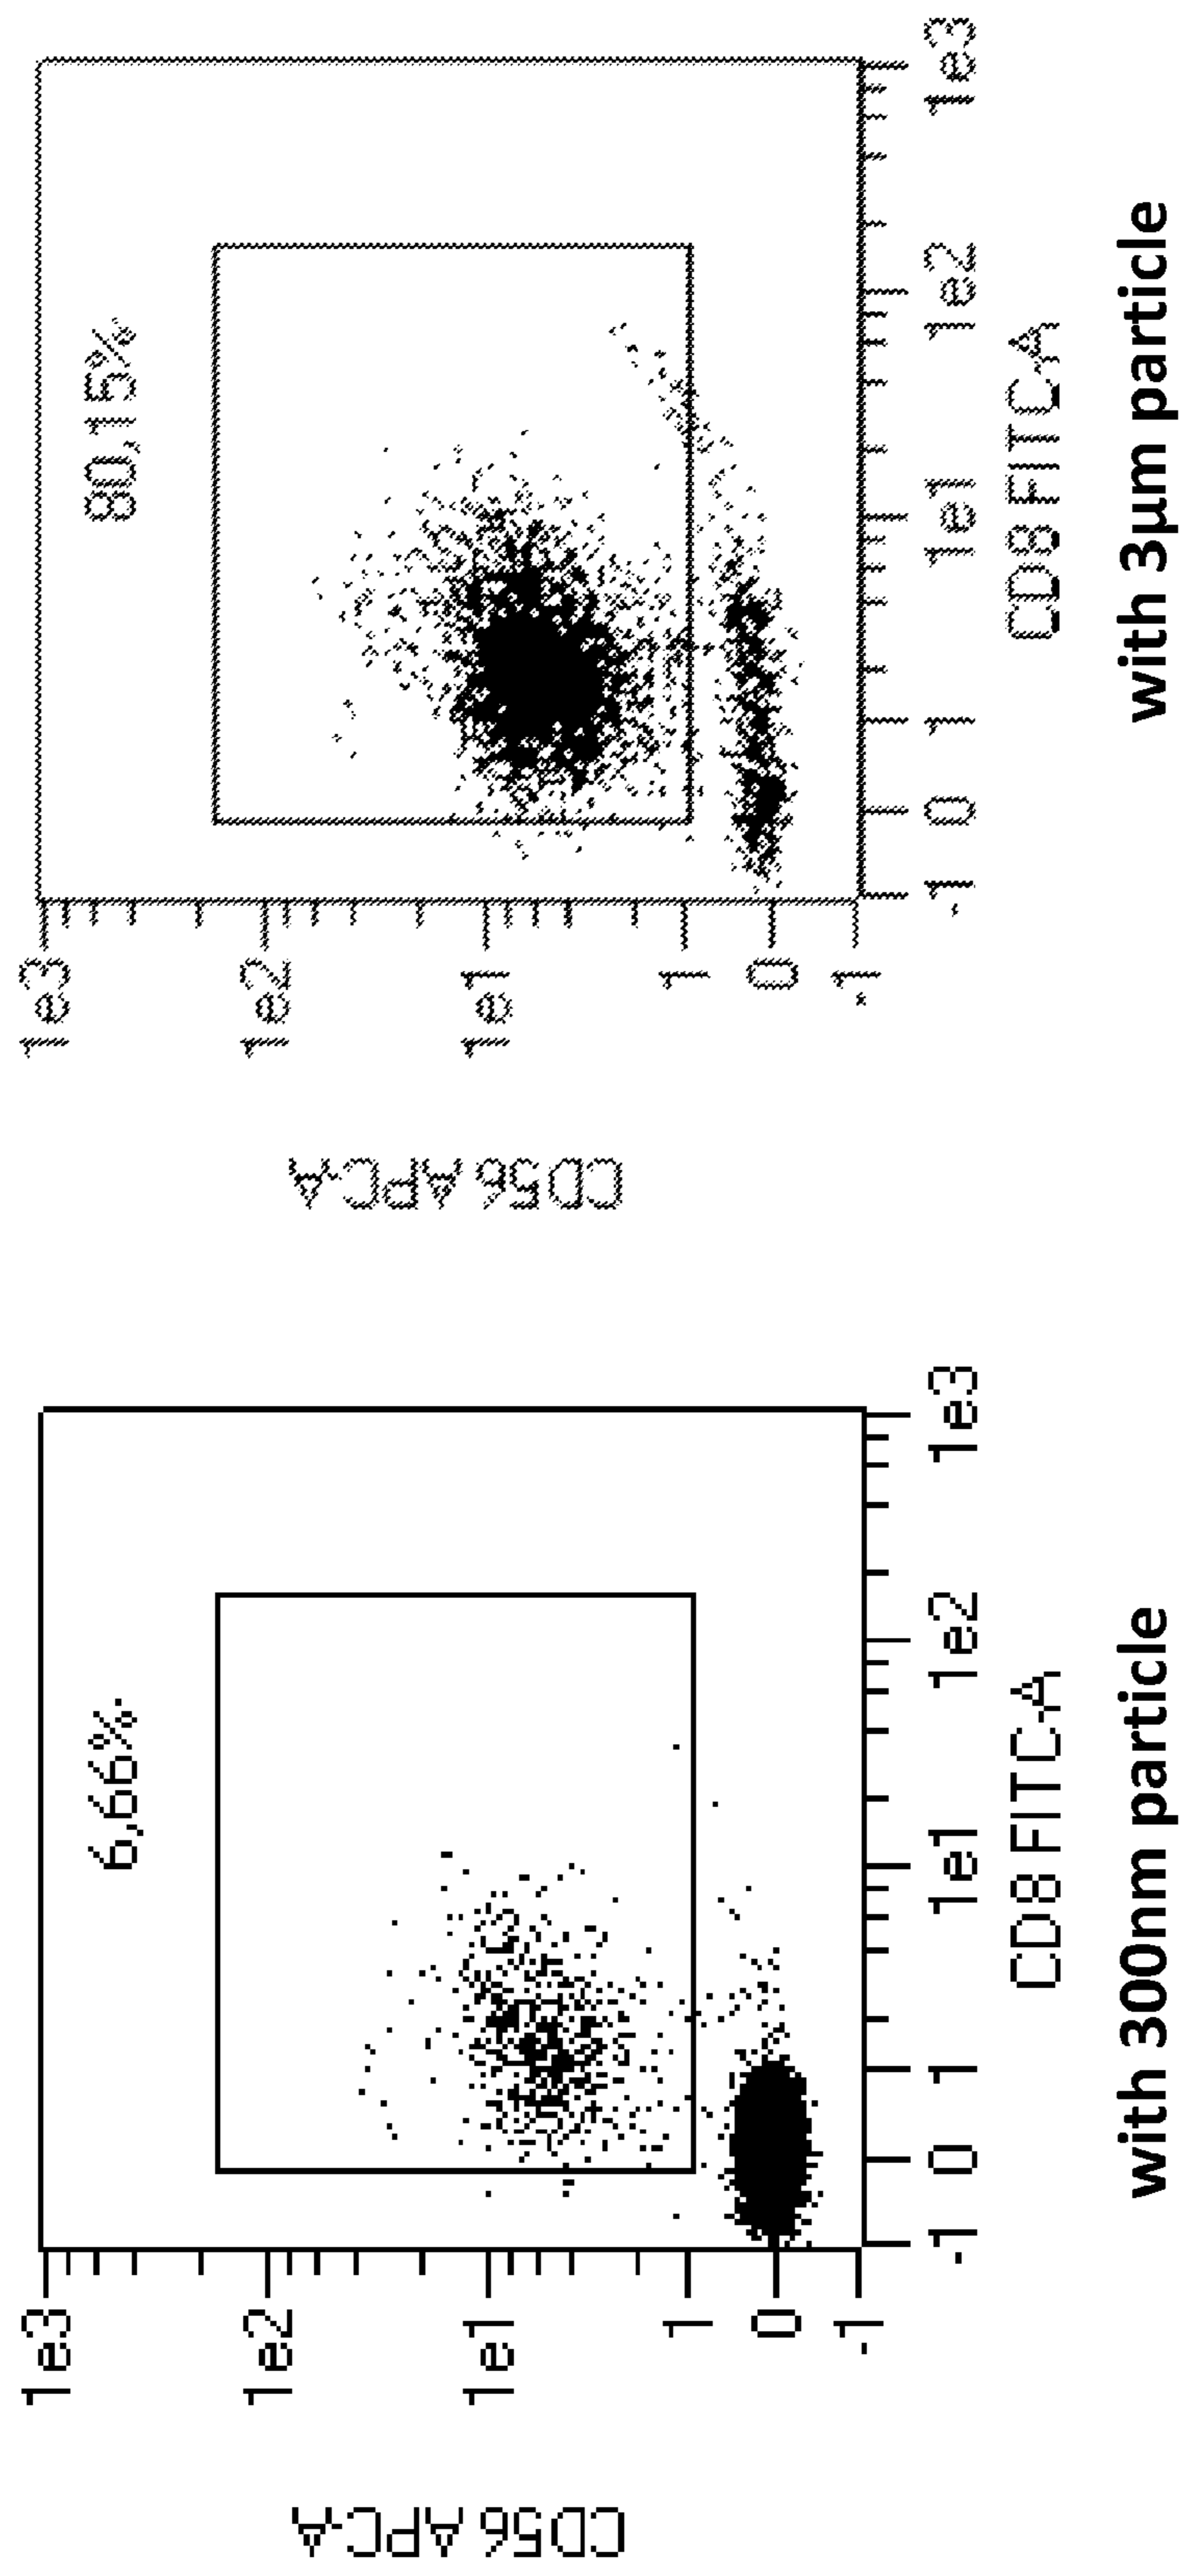 6,66%
CD56 APC-A
1e3
1e2
1e1
1
0
-1
-1 0 1 1e1 1e2 1e3
CD8 FITC-A
with 300nm particle
80,15%
CD56 APC-A
1e3
1e2
1e1
1
0
-1
-1 0 1 1e1 1e2 1e3
CD8 FITC-A
with 3µm particle